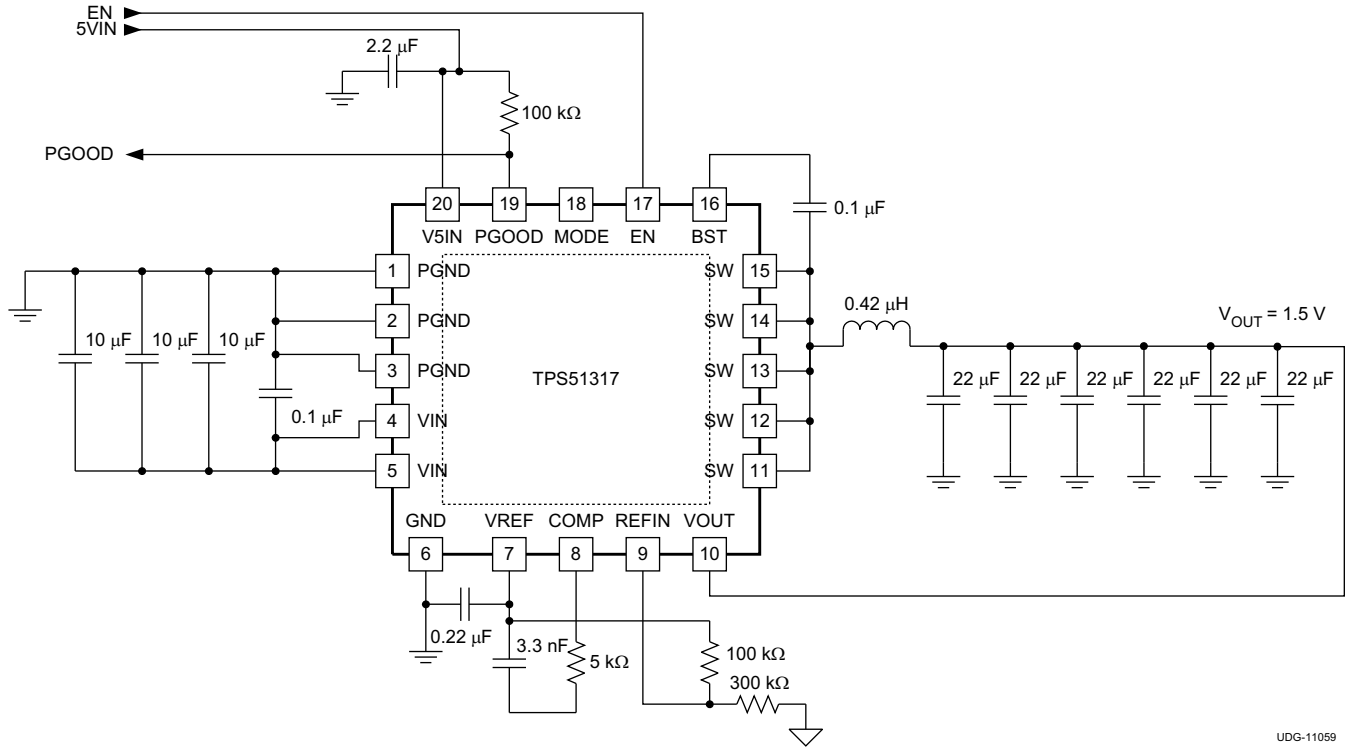 EN
5VIN
2.2 µF
100 kΩ
PGOOD
20 19 18 17 16
V5IN PGOOD MODE EN BST
0.1 µF
1 PGND
SW 15
2 PGND
SW 14
3 PGND
SW 13
4 VIN
SW 12
5 VIN
SW 11
10 µF 10 µF 10 µF
0.1 µF
TPS51317
0.42 µH
VOUT = 1.5 V
22 µF 22 µF 22 µF 22 µF 22 µF 22 µF
GND VREF COMP REFIN VOUT
6 7 8 9 10
0.22 µF
3.3 nF
5 kΩ
100 kΩ
300 kΩ
UDG-11059